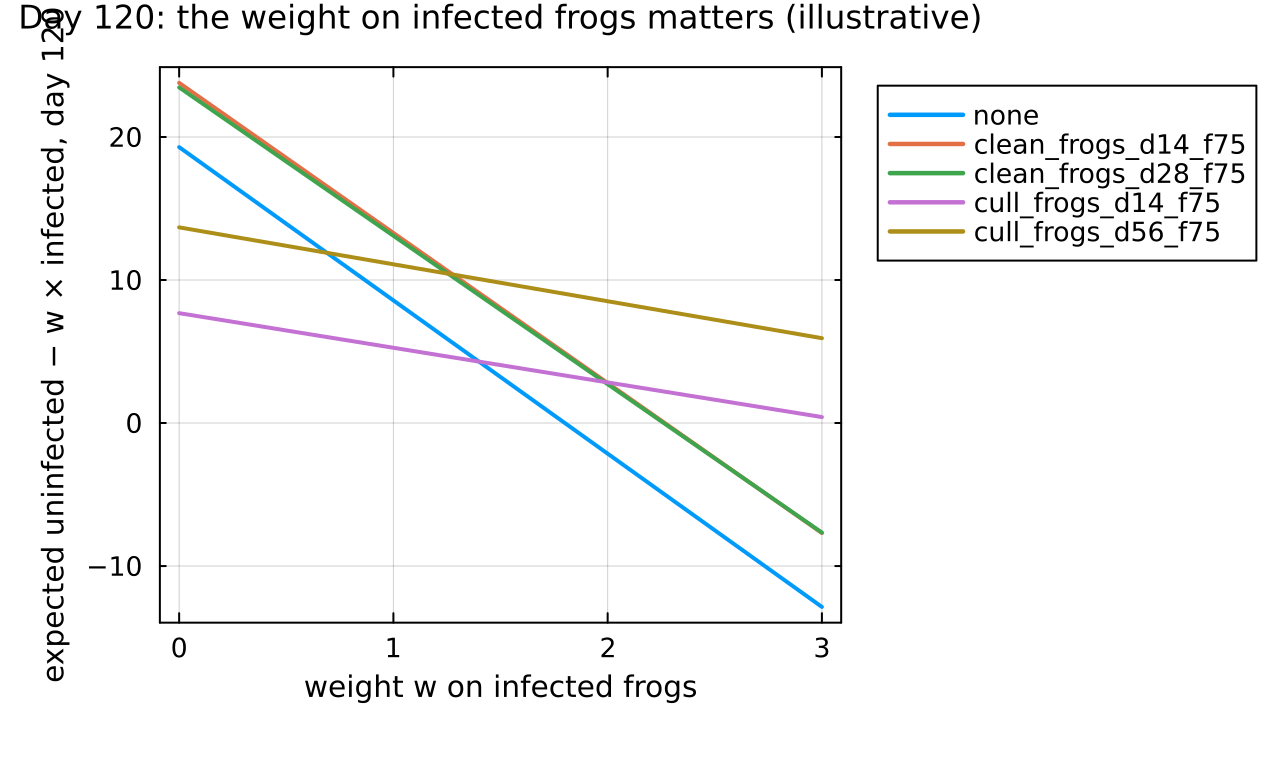 Day 120: the weight on infected frogs matters (illustrative)
expected uninfected − w × infected, day 120
20
10
0
−10
0 1 2 3
weight w on infected frogs
none
clean_frogs_d14_f75
clean_frogs_d28_f75
cull_frogs_d14_f75
cull_frogs_d56_f75